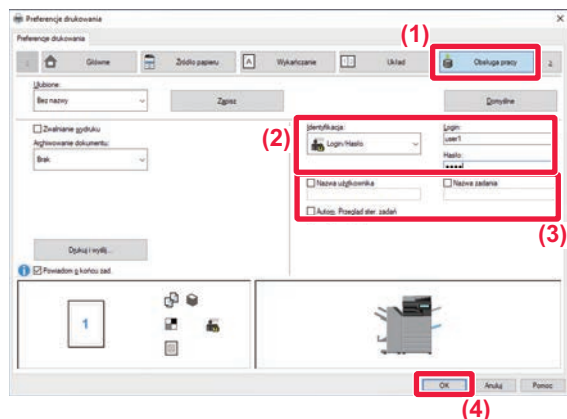 Preferencje drukowania
Preferencje drukowania
(1)
Główne
Źródło papieru
A
Wykańczanie
Układ
Obsługa pracy
Ulubione:
Bez nazwy
Zapisz
Domyślne
(2)
Zwalnianie wydruku
Archiwowanie dokumentu:
Brak
Identyfikacja:
Login/Hasło
Login:
user1
Hasło:
••••
Nazwa użytkownika
Nazwa zadania
Autom. Przegląd ster. zadań
(3)
Drukuj i wyślij...
Powiadom o końcu zad.
1
OK
Anuluj
Pomoc
(4)